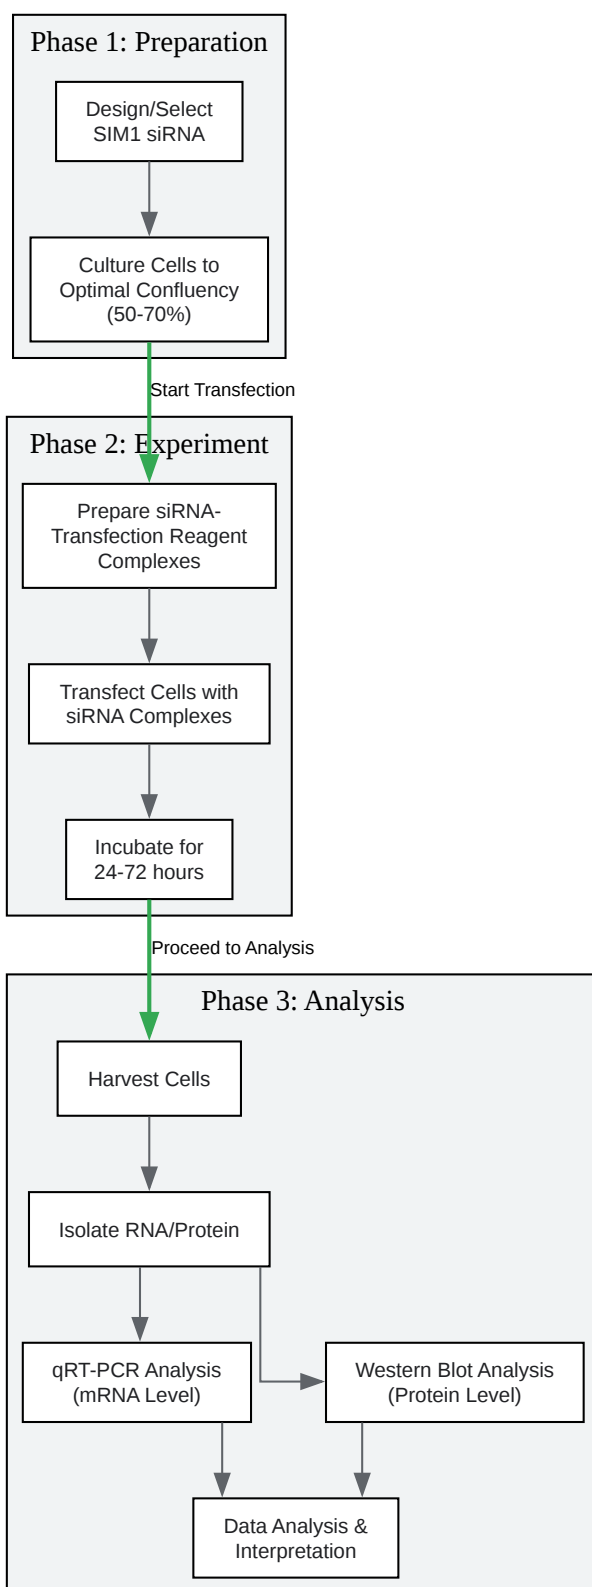 Phase 1: Preparation
Design/Select
SIM1 siRNA
Culture Cells to
Optimal Confluency
(50-70%)
Start Transfection
Phase 2: Experiment
Prepare siRNA-
Transfection Reagent
Complexes
Transfect Cells with
siRNA Complexes
Incubate for
24-72 hours
Proceed to Analysis
Phase 3: Analysis
Harvest Cells
Isolate RNA/Protein
qRT-PCR Analysis
(mRNA Level)
Western Blot Analysis
(Protein Level)
Data Analysis &
Interpretation